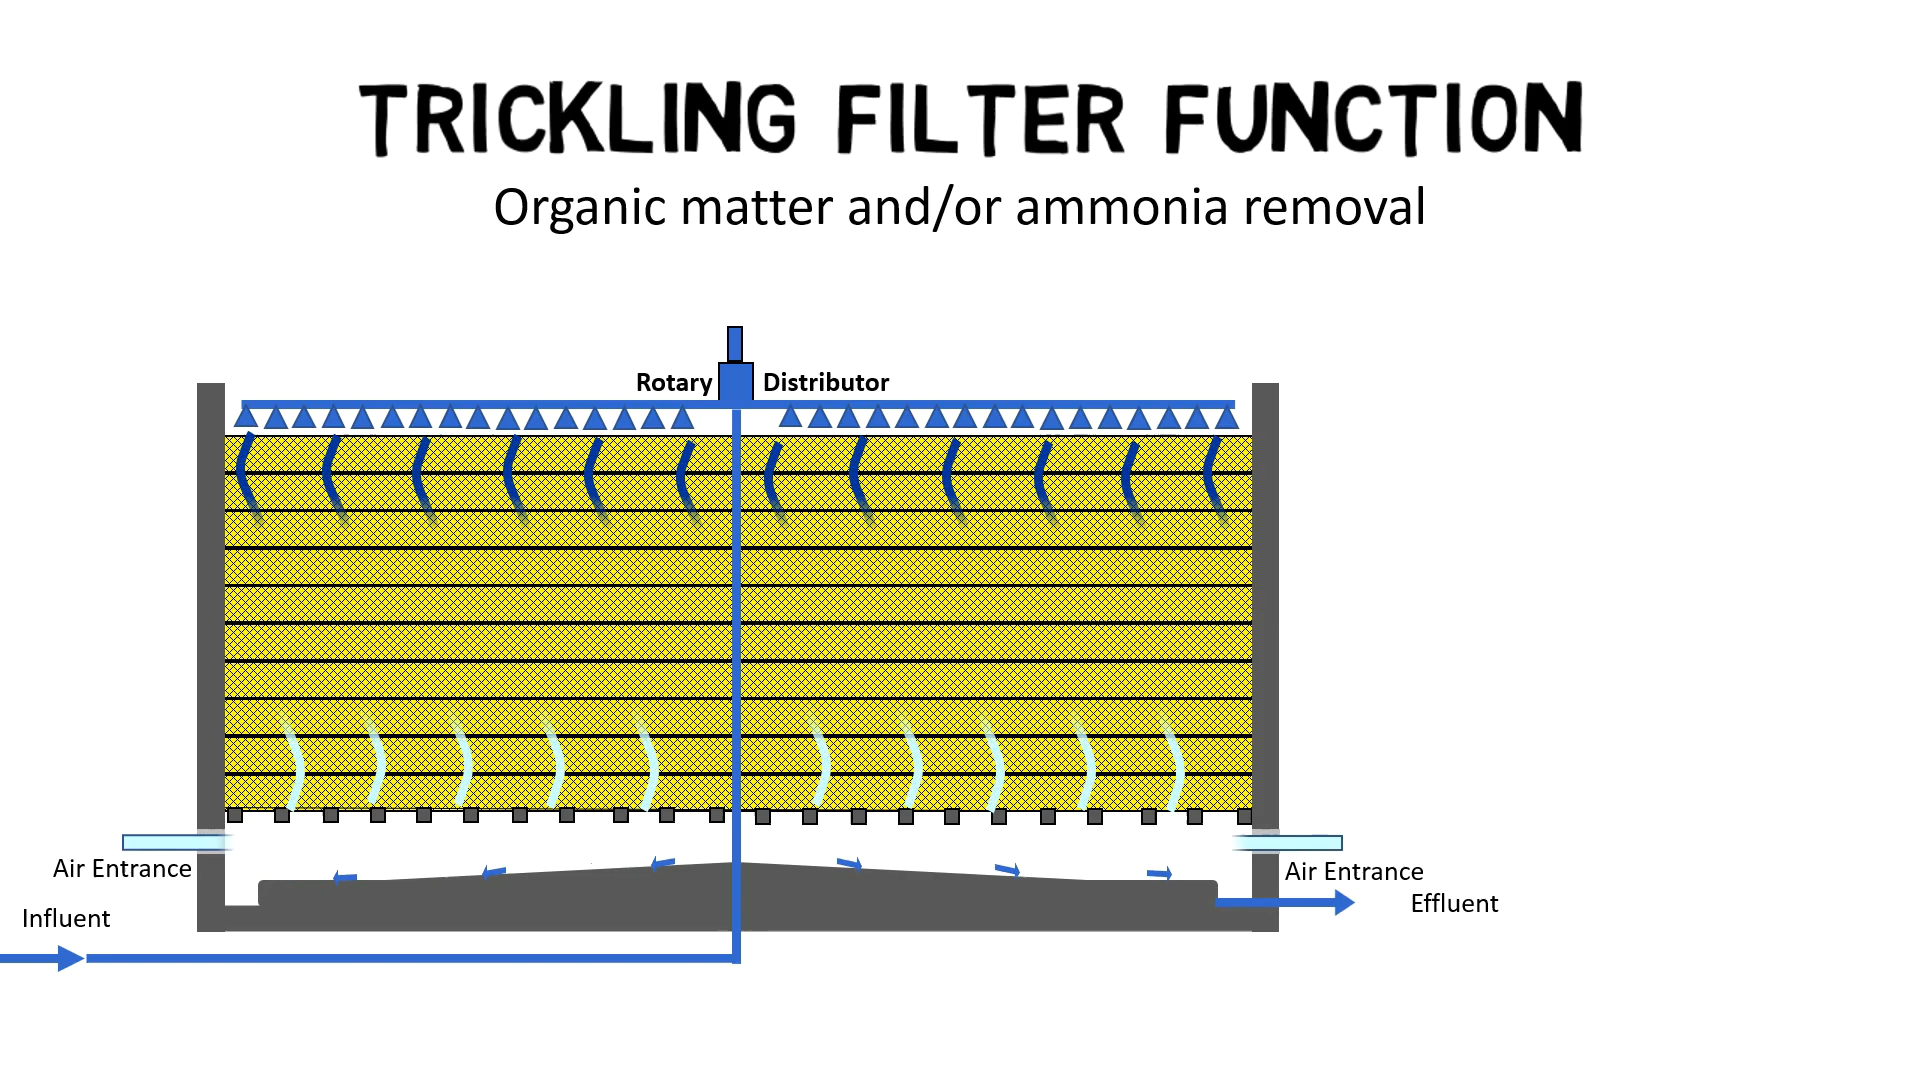 TRICKLING FILTER FUNCTION
Organic matter and/or ammonia removal
Rotary Distributor
Air Entrance
Air Entrance
Influent
Effluent